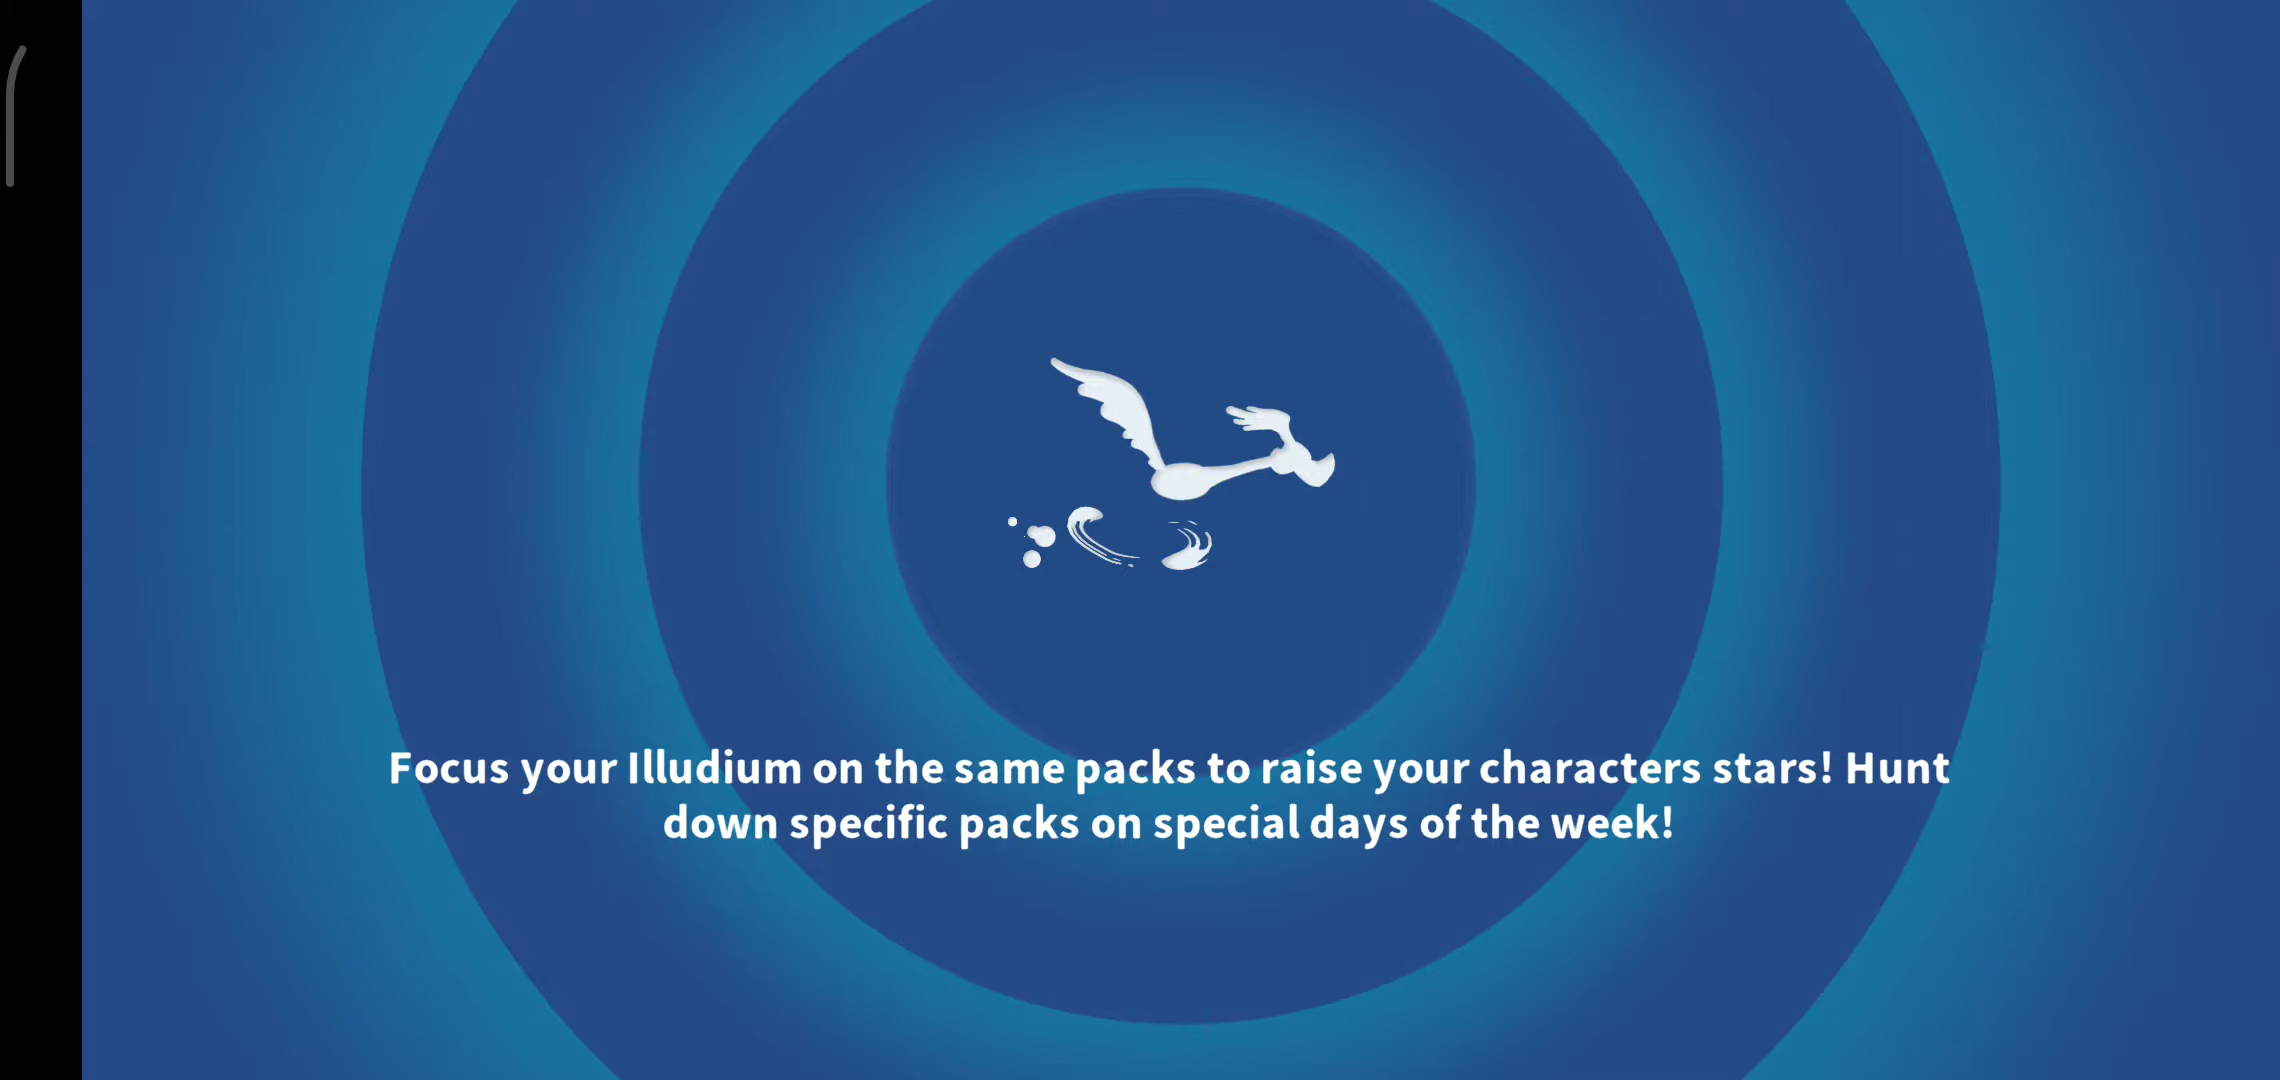 Focus your Illudium on the same packs to raise your characters stars! Hunt
down specific packs on special days of the week!